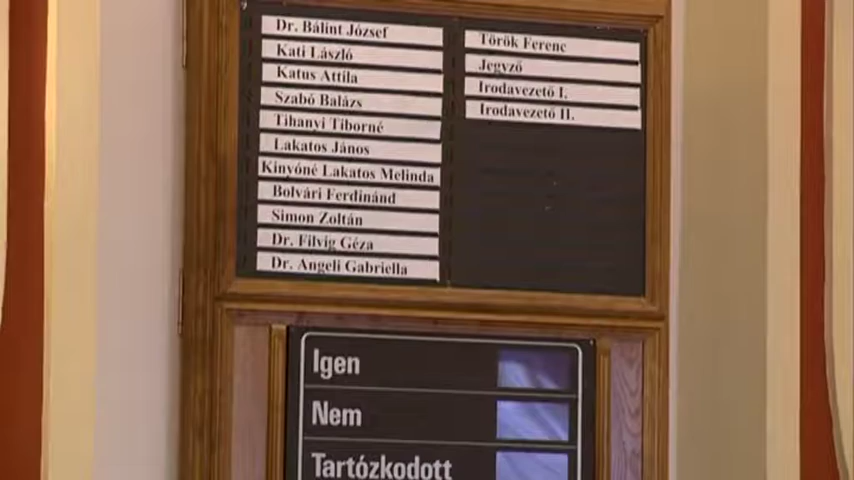 Dr. Bálint József
Kati László
Katus Attila
Szabó Balázs
Tihanyi Tiborné
Lakatos János
Kinyóné Lakatos Melinda
Bolvári Ferdinánd
Simon Zoltán
Dr. Filvig Géza
Dr. Angeli Gabriella
Török Ferenc
Jegyző
Irodavezető I.
Irodavezető II.
Igen
Nem
Tartózkodott